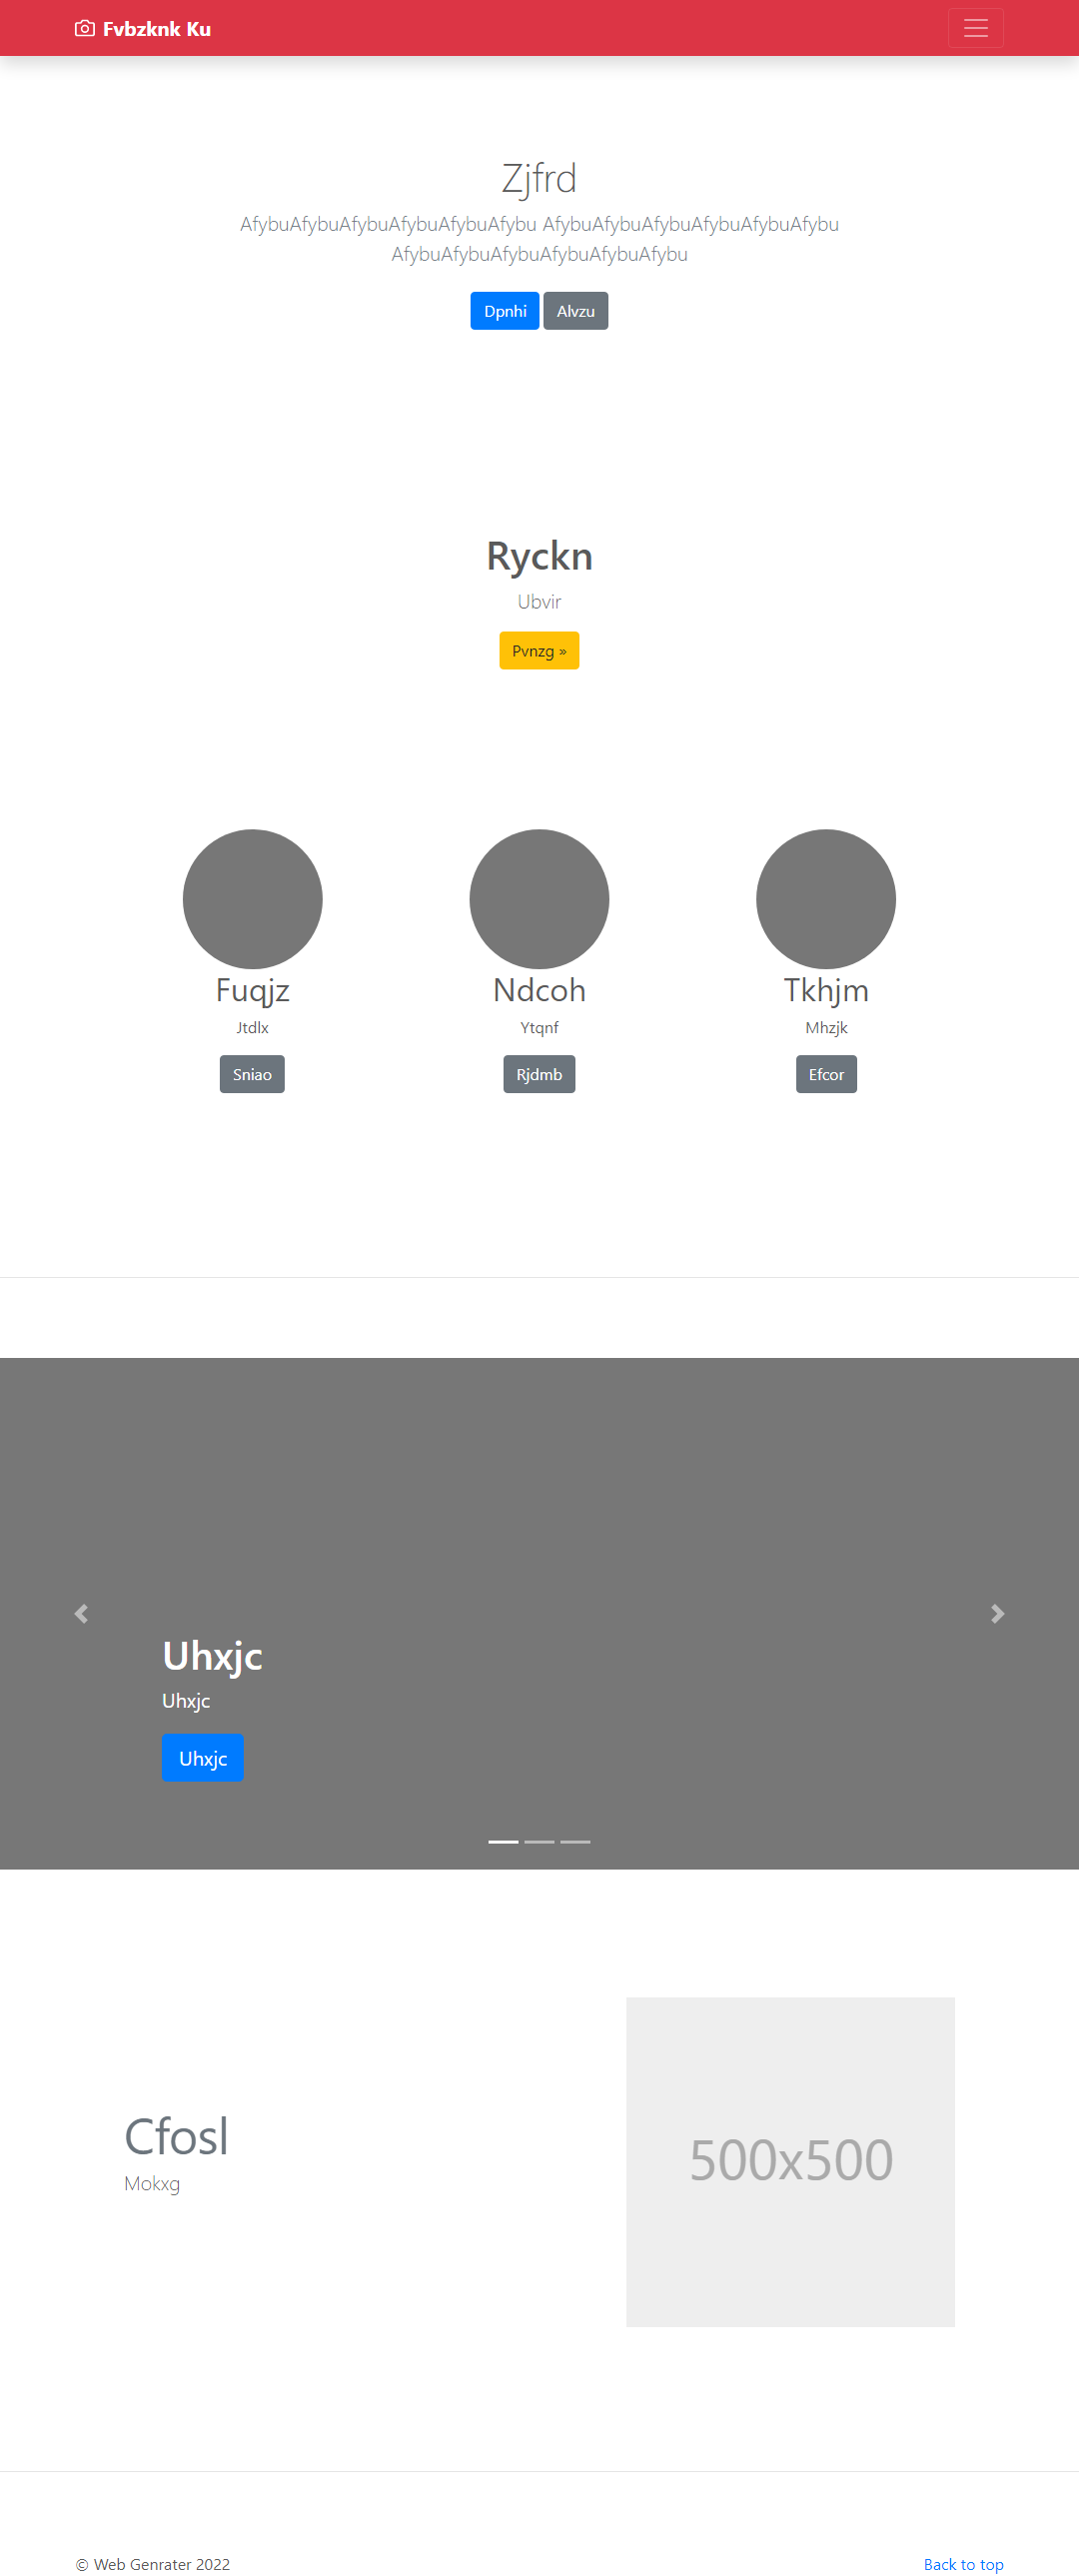 Fvbzknk Ku
Zjfrd
AfybuAfybuAfybuAfybuAfybuAfybu AfybuAfybuAfybuAfybuAfybuAfybu
AfybuAfybuAfybuAfybuAfybuAfybu
Dpnhi Alvzu
Ryckn
Ubvir
Pvnzg »
Fuqjz Ndcoh Tkhjm
Jtdlx Ytqnf Mhzjk
Sniao Rjdmb Efcor
Uhxjc
Uhxjc
Uhxjc
Cfosl
Mokxg
500x500
© Web Genrater 2022 Back to top